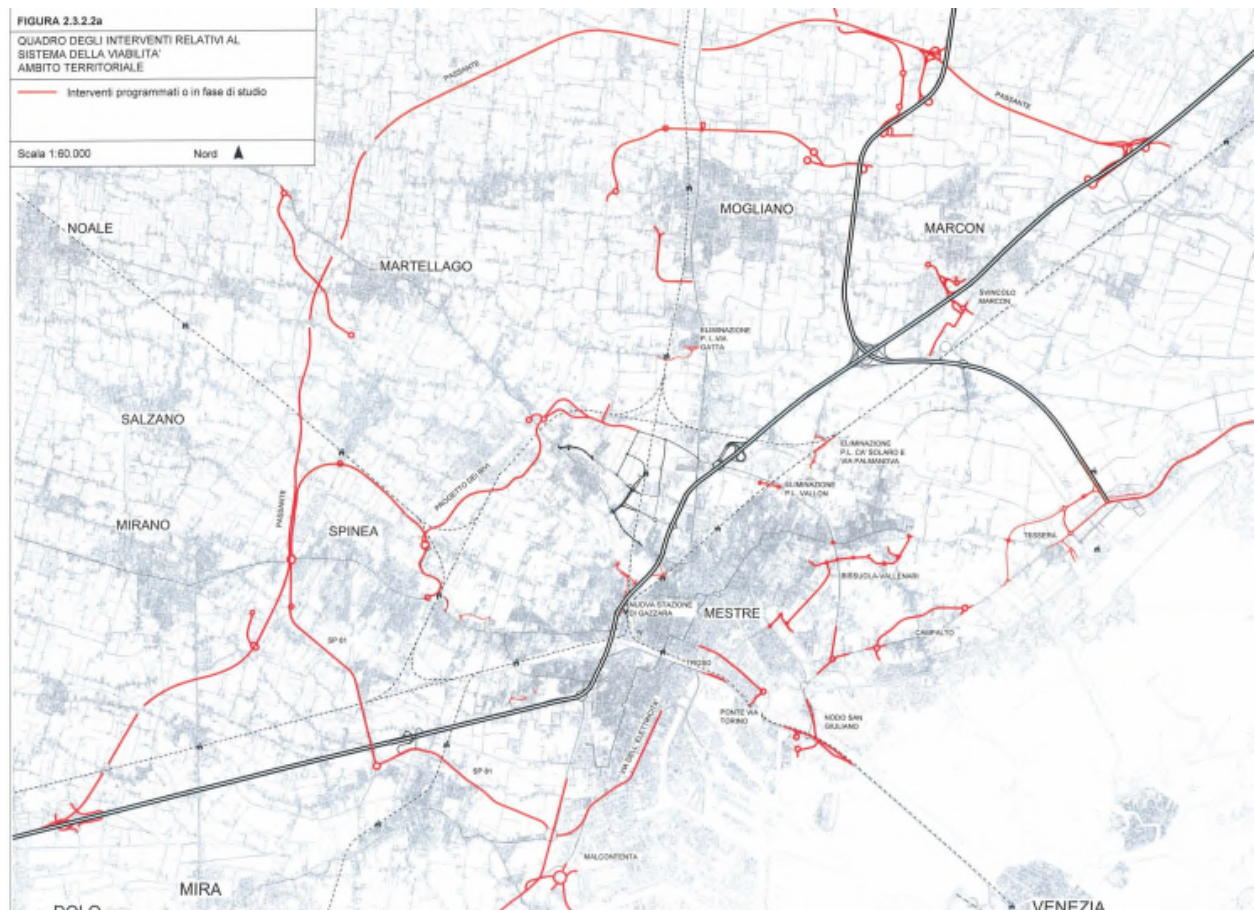 FIGURA 2.3.2.2a
QUADRO DEGLI INTERVENTI RELATIVI AL
SISTEMA DELLA VIABILITA'
AMBITO TERRITORIALE
Interventi programmati o in fase di studio
Scala 1:60.000 Nord
PASSANTE
PASSANTE
NOALE
MOGLIANO
MARCON
MARTELLAGO
SVINCOLO
MARCON
ELIMINAZIONE
P. L.VIA
GATTA
SALZANO
ELIMINAZIONE
P.L. CA' SOLARO E
VIA PALMANOVA
PROGETTO DEI BIVI
ELIMINAZIONE
P.L. VALLON
PASSANTE
MIRANO
SPINEA
TESSERA
BISSUOLA-VALLENARI
NUOVA STAZIONE
DI GAZZARA
MESTRE
CAMPALTO
SP 81
PONTE VIA
TORINO
NODO SAN
GIULIANO
VIA DELL' ELETTRICITA'
SP 81
MALCONTENTA
MIRA
DOLO
VENEZIA